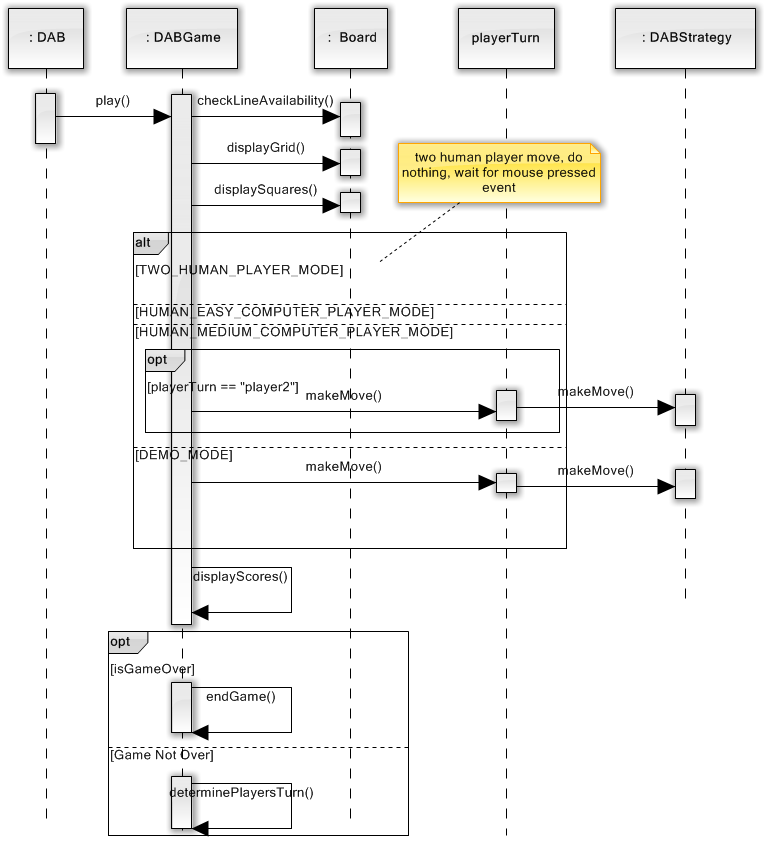 : DAB
: DABGame
: Board
playerTurn
: DABStrategy
play()
checkLineAvailability()
displayGrid()
displaySquares()
two human player move, do
nothing, wait for mouse pressed
event
alt
[TWO_HUMAN_PLAYER_MODE]
[HUMAN_EASY_COMPUTER_PLAYER_MODE]
[HUMAN_MEDIUM_COMPUTER_PLAYER_MODE]
opt
[playerTurn == "player2"]
makeMove()
makeMove()
[DEMO_MODE]
makeMove()
makeMove()
displayScores()
opt
[isGameOver]
endGame()
[Game Not Over]
determinePlayersTurn()